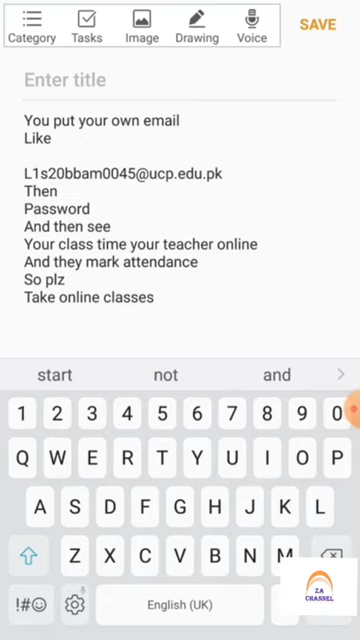 Category Tasks Image Drawing Voice SAVE
Enter title
You put your own email
Like
L1s20bbam0045@ucp.edu.pk
Then
Password
And then see
Your class time your teacher online
And they mark attendance
So plz
Take online classes
start not and
1 2 3 4 5 6 7 8 9 0
Q W E R T Y U I O P
A S D F G H J K L
Z X C V B N M
!#☺ English (UK)
ZA
CHANNEL